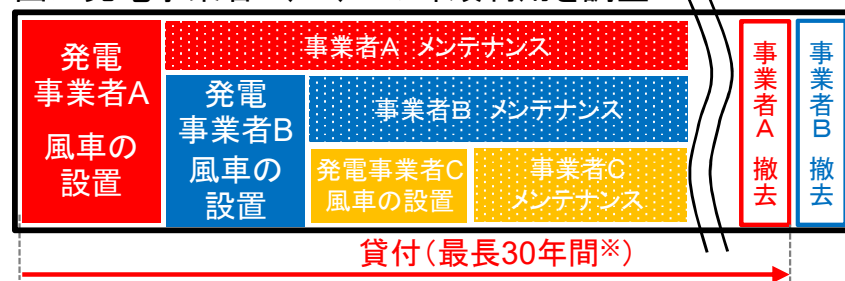 発電
事業者A
風車の
設置
事業者A メンテナンス
発電
事業者B
風車の
設置
事業者B メンテナンス
発電事業者C
風車の設置
事業者C
メンテナンス
事業者A 撤去
事業者B 撤去
貸付(最長30年間※)